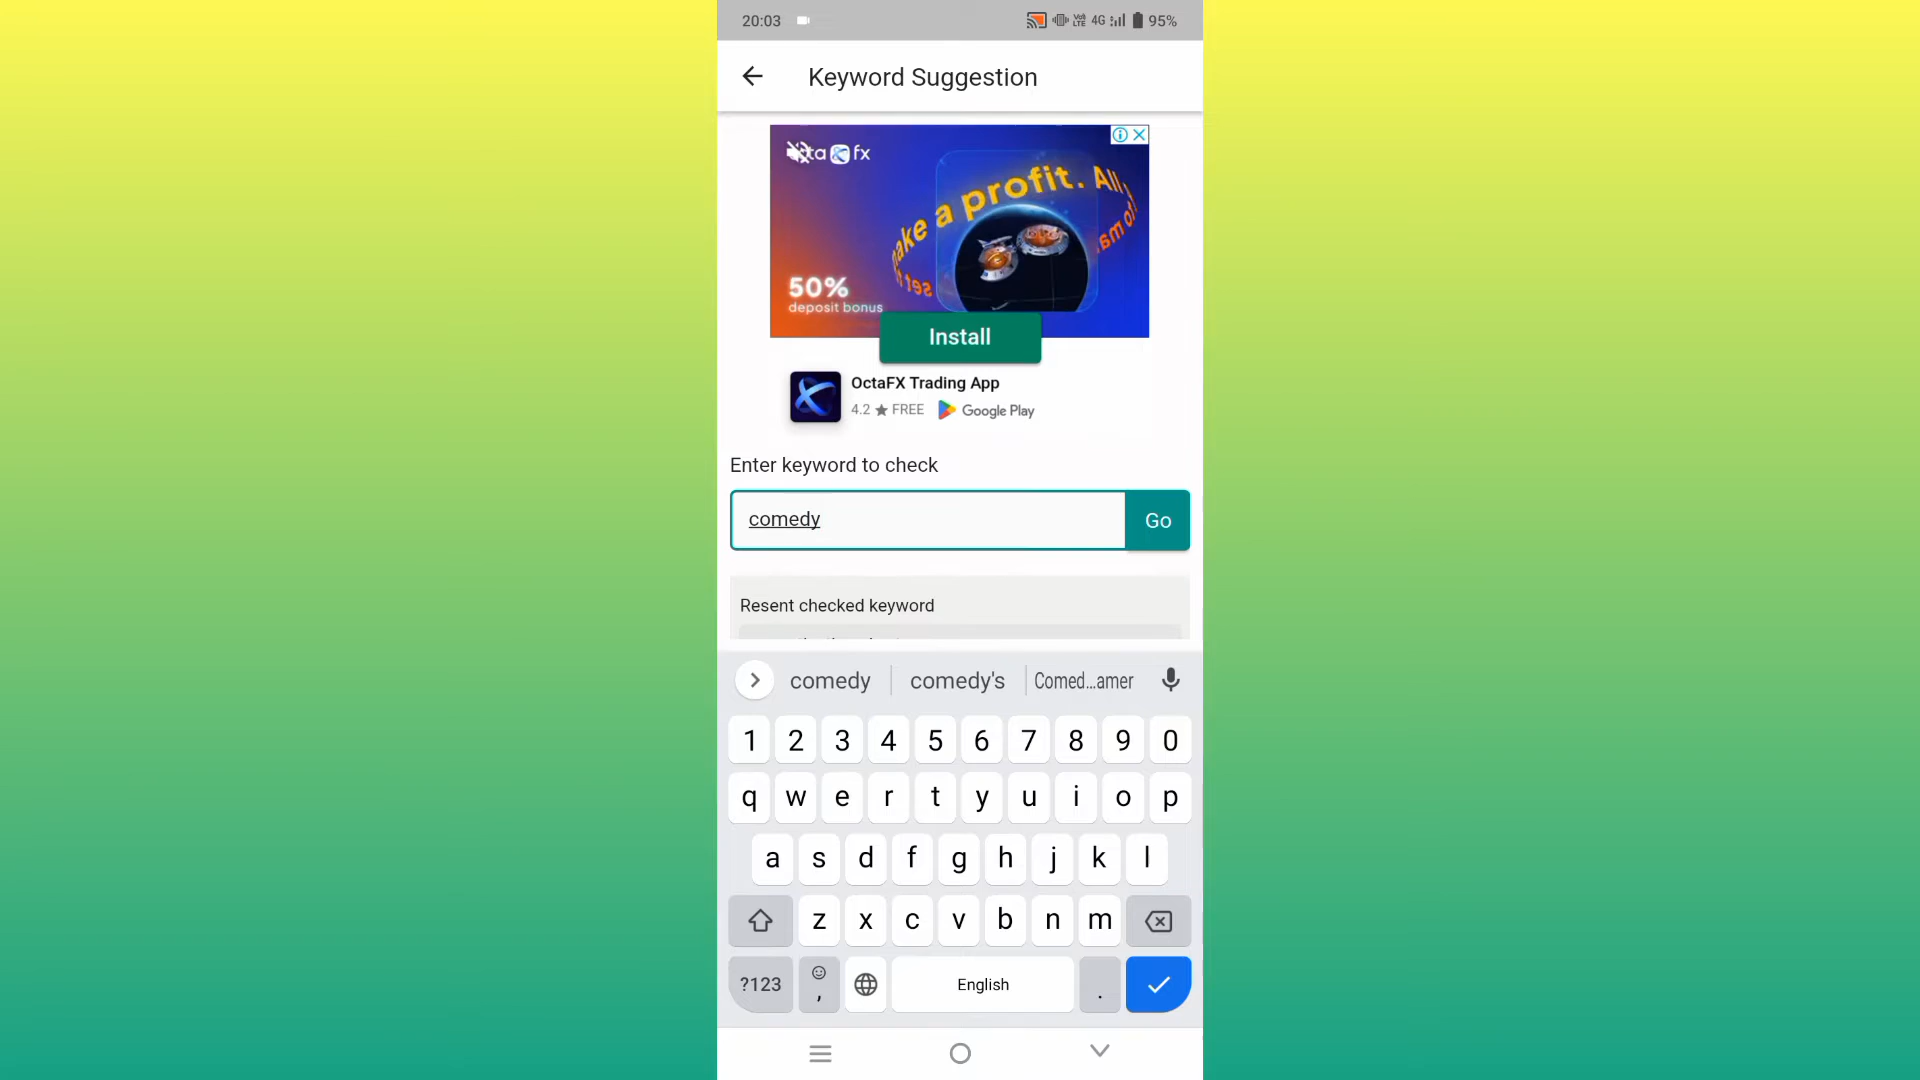 20:03 4G 95%
Keyword Suggestion
fx
make a profit. All
50%
deposit bonus
Install
OctaFX Trading App
4.2 ★ FREE Google Play
Enter keyword to check
comedy Go
Resent checked keyword
comedy comedy's Comed...amer
1 2 3 4 5 6 7 8 9 0
q w e r t y u i o p
a s d f g h j k l
z x c v b n m
?123 , English .